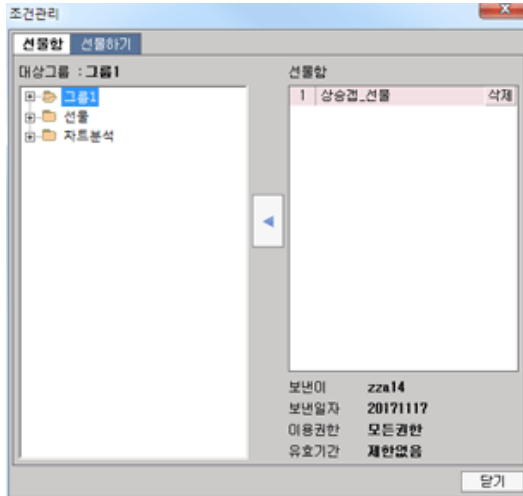 조건관리
선물함 선물하기
대상그룹 : 그룹1
그룹1
선물
차트분석
선물함
1 상승갭_선물 삭제
보낸이 zza14
보낸일자 20171117
이용권한 모든권한
유효기간 제한없음
닫기